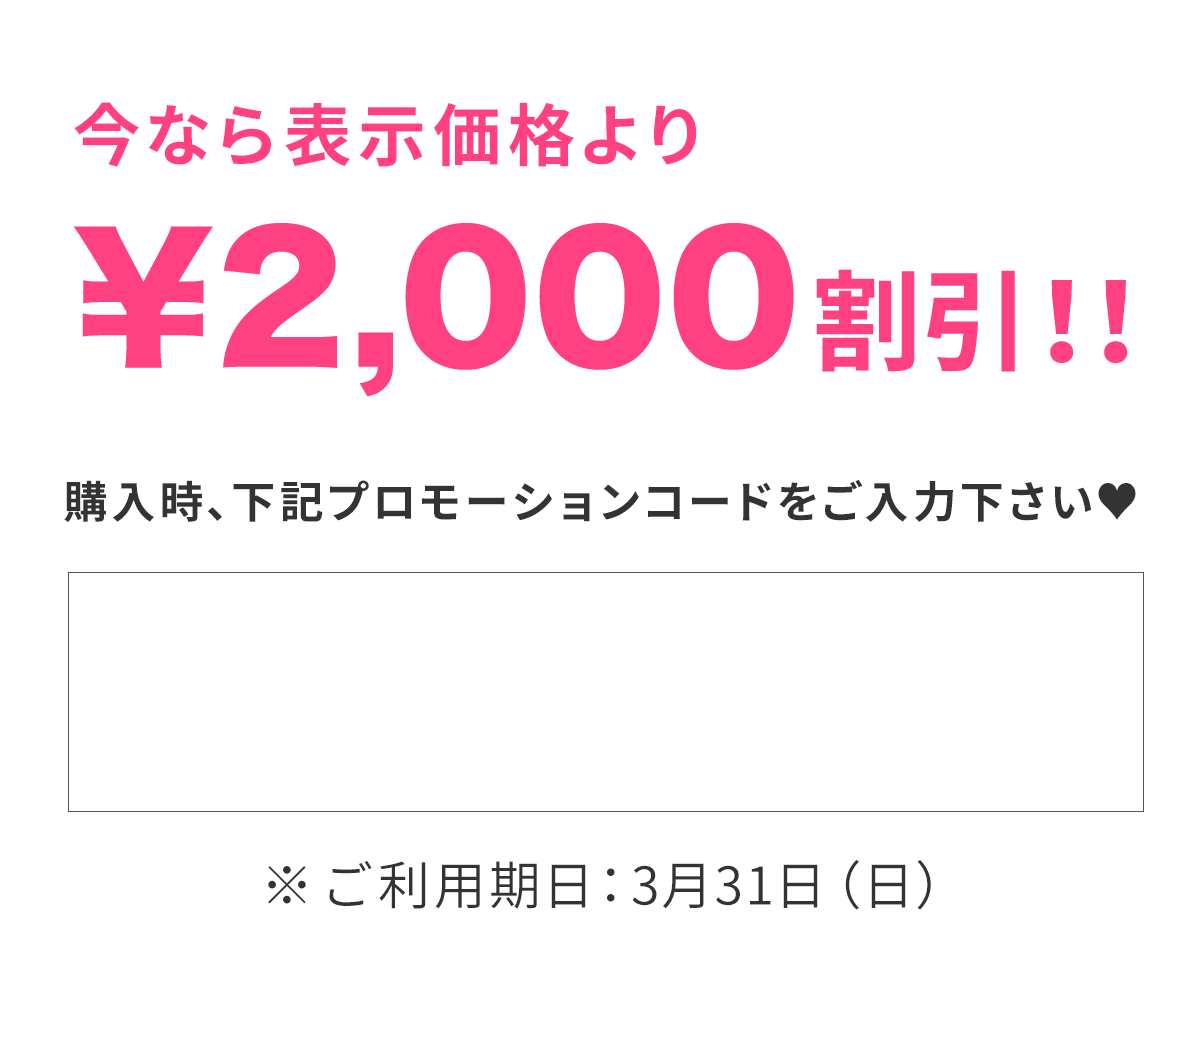 今なら表示価格より
¥2,000割引!!
購入時、下記プロモーションコードをご入力下さい♥
※ご利用期日：3月31日（日）